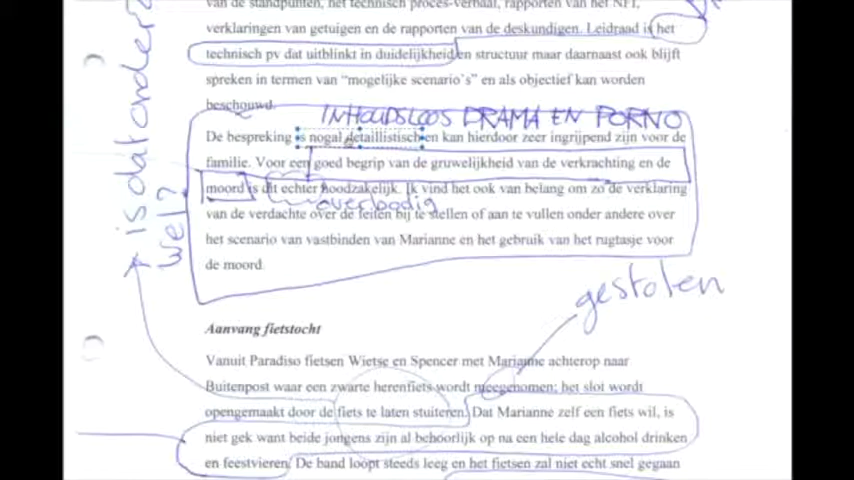 van de standpunten, het technisch proces-verbaal, rapporten van het NFI,
verklaringen van getuigen en de rapporten van de deskundigen. Leidraad is het
technisch pv dat uitblinkt in duidelijkheid en structuur maar daarnaast ook blijft
spreken in termen van “mogelijke scenario’s” en als objectief kan worden
beschouwd.
INHOUDSLOOS DRAMA EN PORNO
De bespreking is nogal detaillistisch en kan hierdoor zeer ingrijpend zijn voor de
familie. Voor een goed begrip van de gruwelijkheid van de verkrachting en de
moord is dit echter noodzakelijk. Ik vind het ook van belang om zo de verklaring
overbodig
van de verdachte over de feiten bij te stellen of aan te vullen onder andere over
het scenario van vastbinden van Marianne en het gebruik van het rugtasje voor
de moord.
is dat onder
wel?
gestolen
Aanvang fietstocht
Vanuit Paradiso fietsen Wietse en Spencer met Marianne achterop naar
Buitenpost waar een zwarte herenfiets wordt meegenomen; het slot wordt
opengemaakt door de fiets te laten stuiteren. Dat Marianne zelf een fiets wil, is
niet gek want beide jongens zijn al behoorlijk op na een hele dag alcohol drinken
en feestvieren. De band loopt steeds leeg en het fietsen zal niet echt snel gegaan